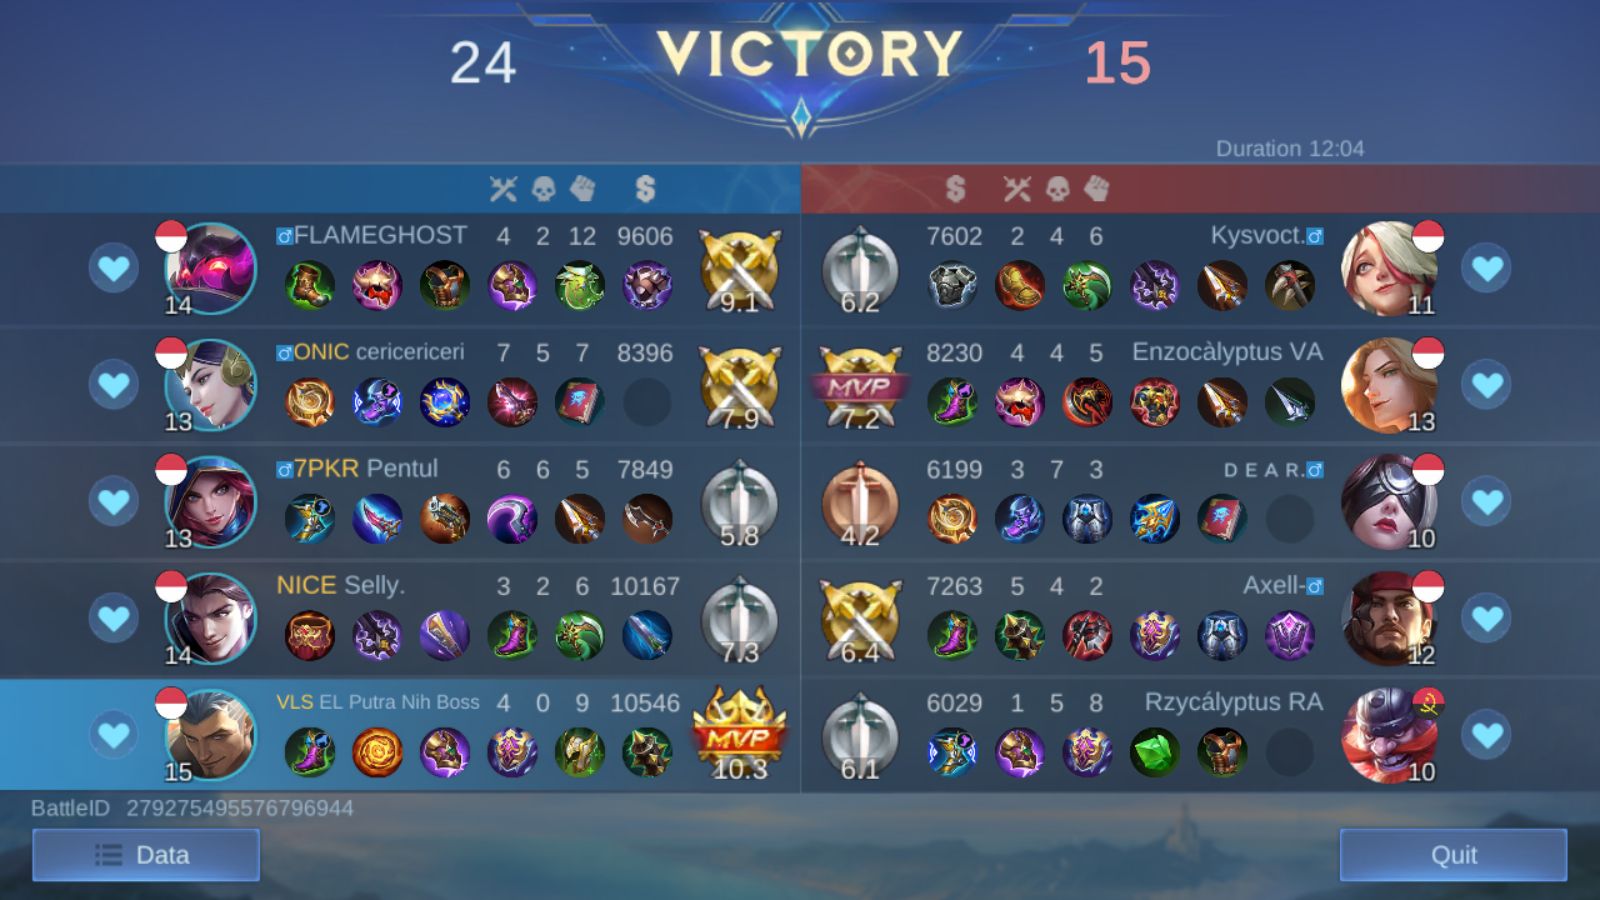 24 VICTORY 15
Duration 12:04
FLAMEGHOST 4 2 12 9606
14 9.1
7602 2 4 6 Kysvoct.
6.2 11
ONIC cericericeri 7 5 7 8396
13 7.9
8230 4 4 5 Enzocàlyptus VA
MVP
7.2 13
7PKR Pentul 6 6 5 7849
13 5.8
6199 3 7 3 D E A R.
4.2 10
NICE Selly. 3 2 6 10167
14 7.3
7263 5 4 2 Axell-
6.4 12
VLS EL Putra Nih Boss 4 0 9 10546
MVP
15 10.3
6029 1 5 8 Rzycályptus RA
6.1 10
BattleID 279275495576796944
Data
Quit